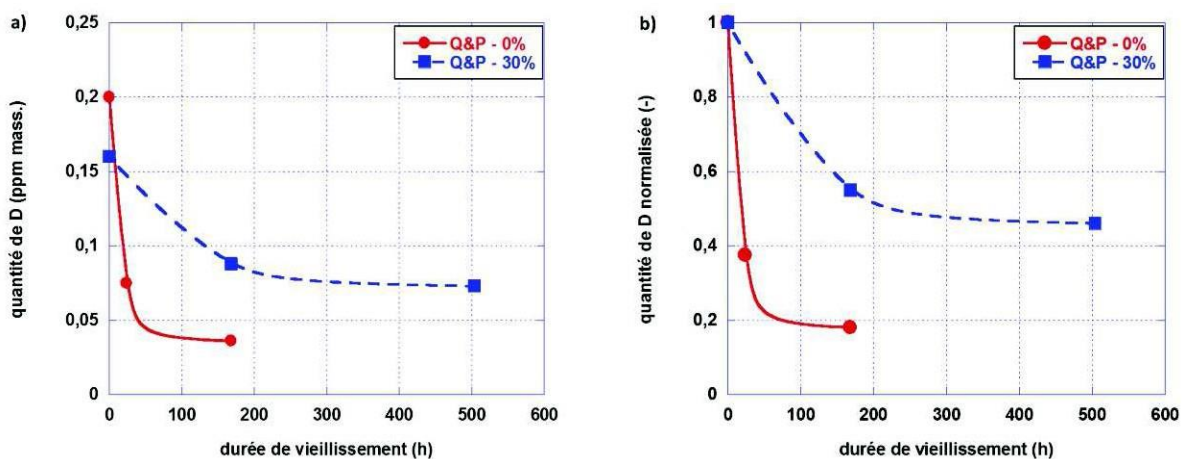 a)
0,25
0,2
0,15
0,1
0,05
0
quantité de D (ppm mass.)
Q&P - 0%
Q&P - 30%
0 100 200 300 400 500 600
durée de vieillissement (h)
b)
1
0,8
0,6
0,4
0,2
0
quantité de D normalisée (-)
Q&P - 0%
Q&P - 30%
0 100 200 300 400 500 600
durée de vieillissement (h)